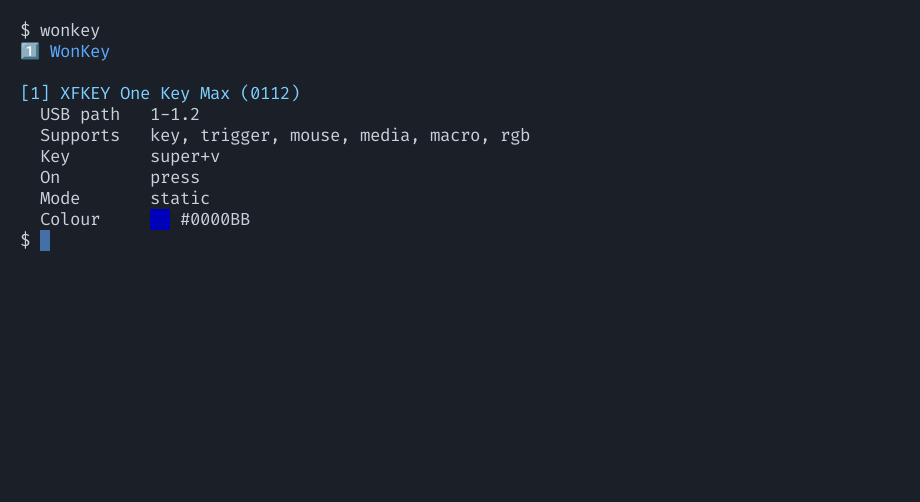 $ wonkey
1️⃣ WonKey
[1] XFKEY One Key Max (0112)
USB path 1-1.2
Supports key, trigger, mouse, media, macro, rgb
Key super+v
On press
Mode static
Colour #0000BB
$